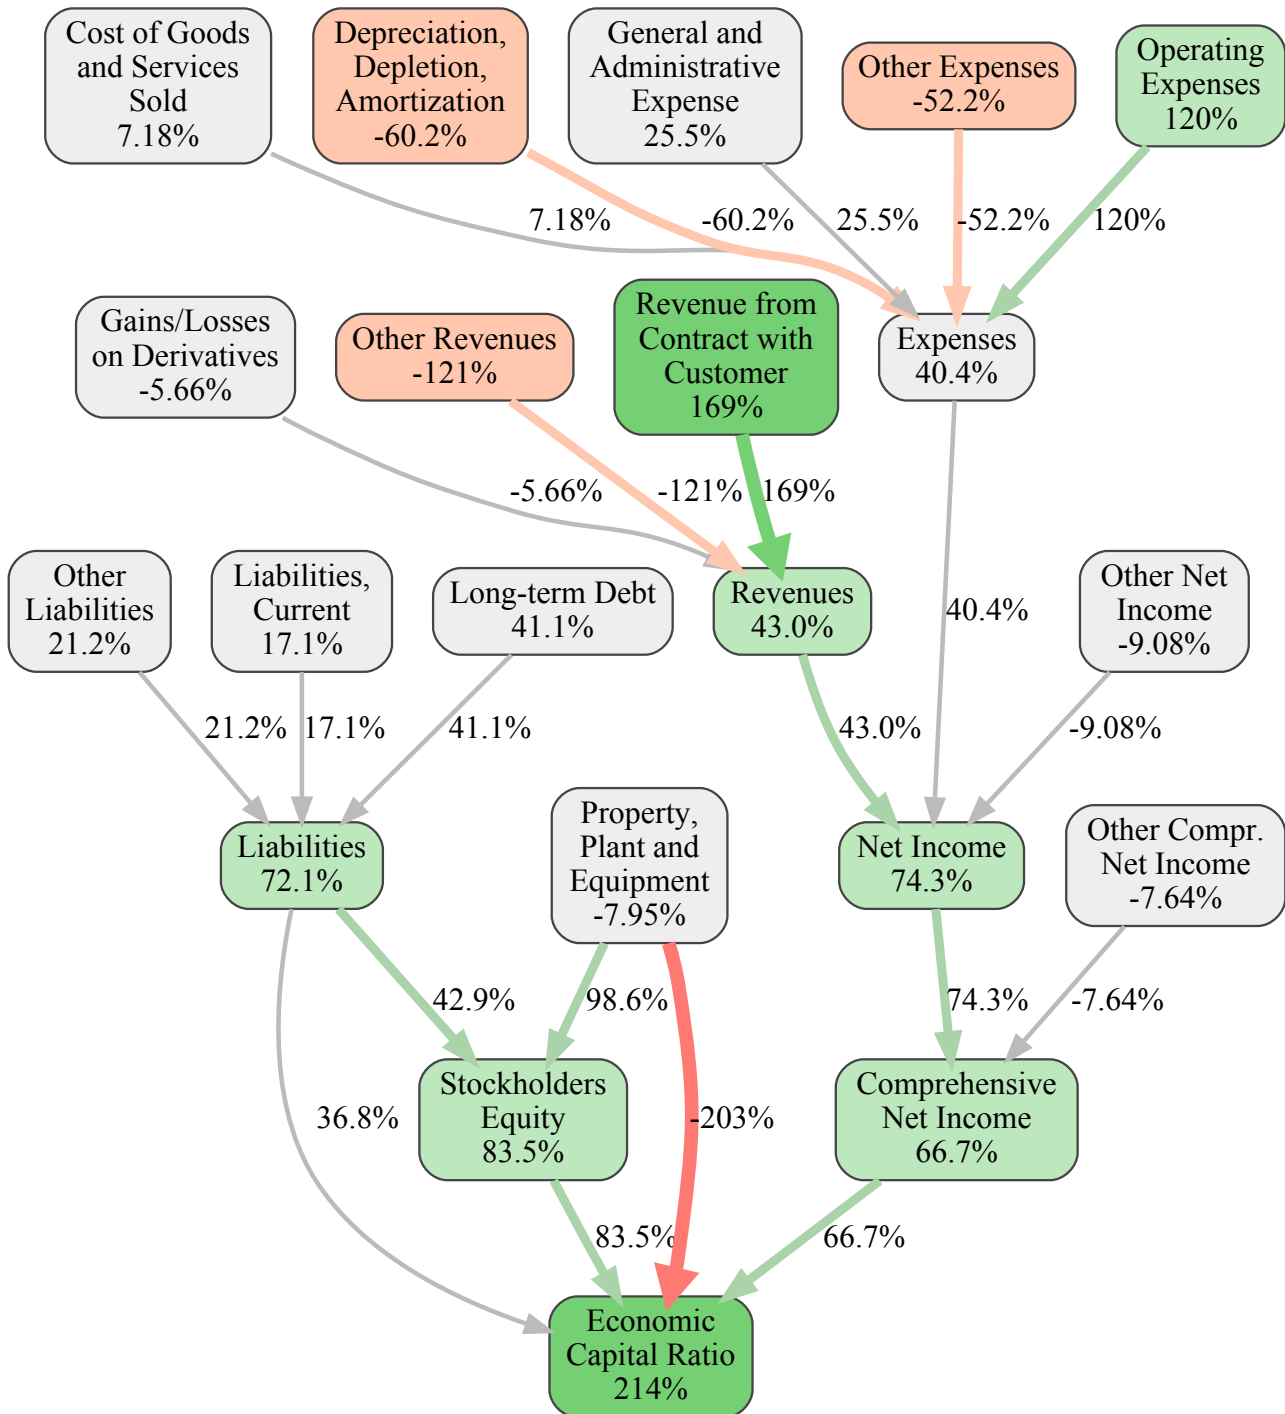 Cost of Goods
and Services
Sold
7.18%
Depreciation,
Depletion,
Amortization
-60.2%
General and
Administrative
Expense
25.5%
Other Expenses
-52.2%
Operating
Expenses
120%
7.18%
-60.2%
25.5%
-52.2%
120%
Gains/Losses
on Derivatives
-5.66%
Other Revenues
-121%
Revenue from
Contract with
Customer
169%
Expenses
40.4%
-5.66%
-121%
169%
Other
Liabilities
21.2%
Liabilities,
Current
17.1%
Long-term Debt
41.1%
Revenues
43.0%
40.4%
Other Net
Income
-9.08%
21.2%
17.1%
41.1%
43.0%
-9.08%
Liabilities
72.1%
Property,
Plant and
Equipment
-7.95%
Net Income
74.3%
Other Compr.
Net Income
-7.64%
42.9%
98.6%
74.3%
-7.64%
36.8%
Stockholders
Equity
83.5%
-203%
Comprehensive
Net Income
66.7%
83.5%
66.7%
Economic
Capital Ratio
214%